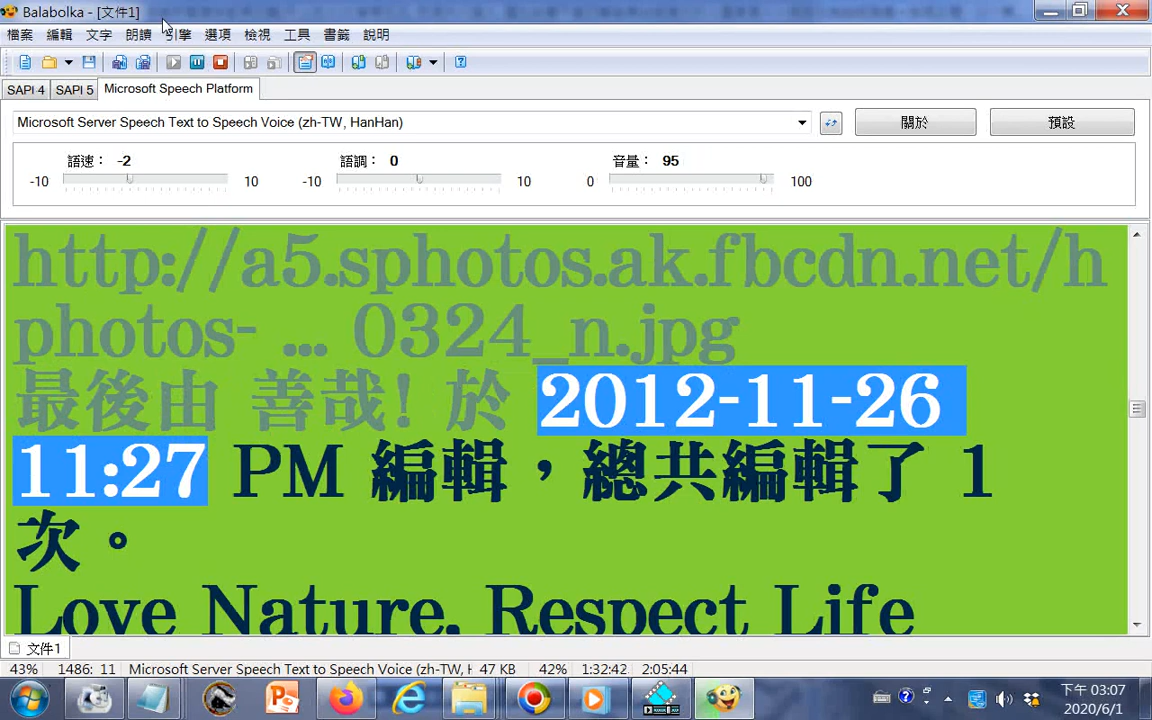 Balabolka - [文件1]
檔案 編輯 文字 朗讀 引擎 選項 檢視 工具 書籤 說明
SAPI 4 SAPI 5 Microsoft Speech Platform
Microsoft Server Speech Text to Speech Voice (zh-TW, HanHan) 關於 預設
語速： -2 語調： 0 音量： 95
-10 10 -10 10 0 100
http://a5.sphotos.ak.fbcdn.net/h
photos- ... 0324_n.jpg
最後由 善哉! 於 2012-11-26
11:27 PM 編輯，總共編輯了 1
次。
Love Nature, Respect Life
文件1
43% 1486: 11 Microsoft Server Speech Text to Speech Voice (zh-TW, H 47 KB 42% 1:32:42 2:05:44
下午 03:07
2020/6/1